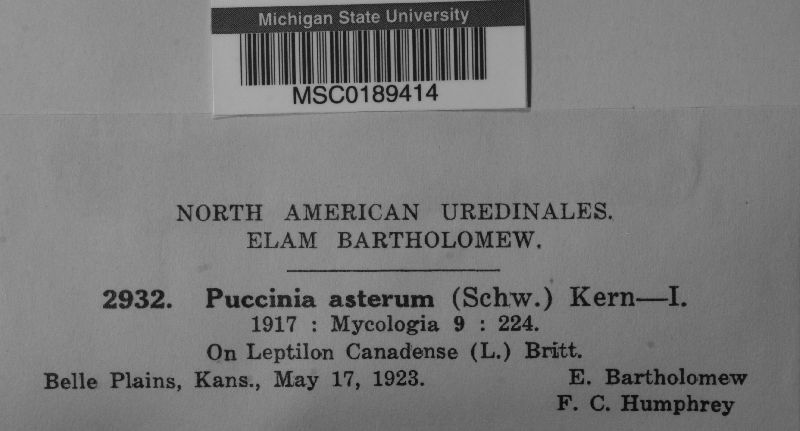 Michigan State University
MSC0189414
NORTH AMERICAN UREDINALES.
ELAM BARTHOLOMEW.
2932. Puccinia asterum (Schw.) Kern—I.
1917 : Mycologia 9 : 224.
On Leptilon Canadense (L.) Britt.
Belle Plains, Kans., May 17, 1923. E. Bartholomew
F. C. Humphrey